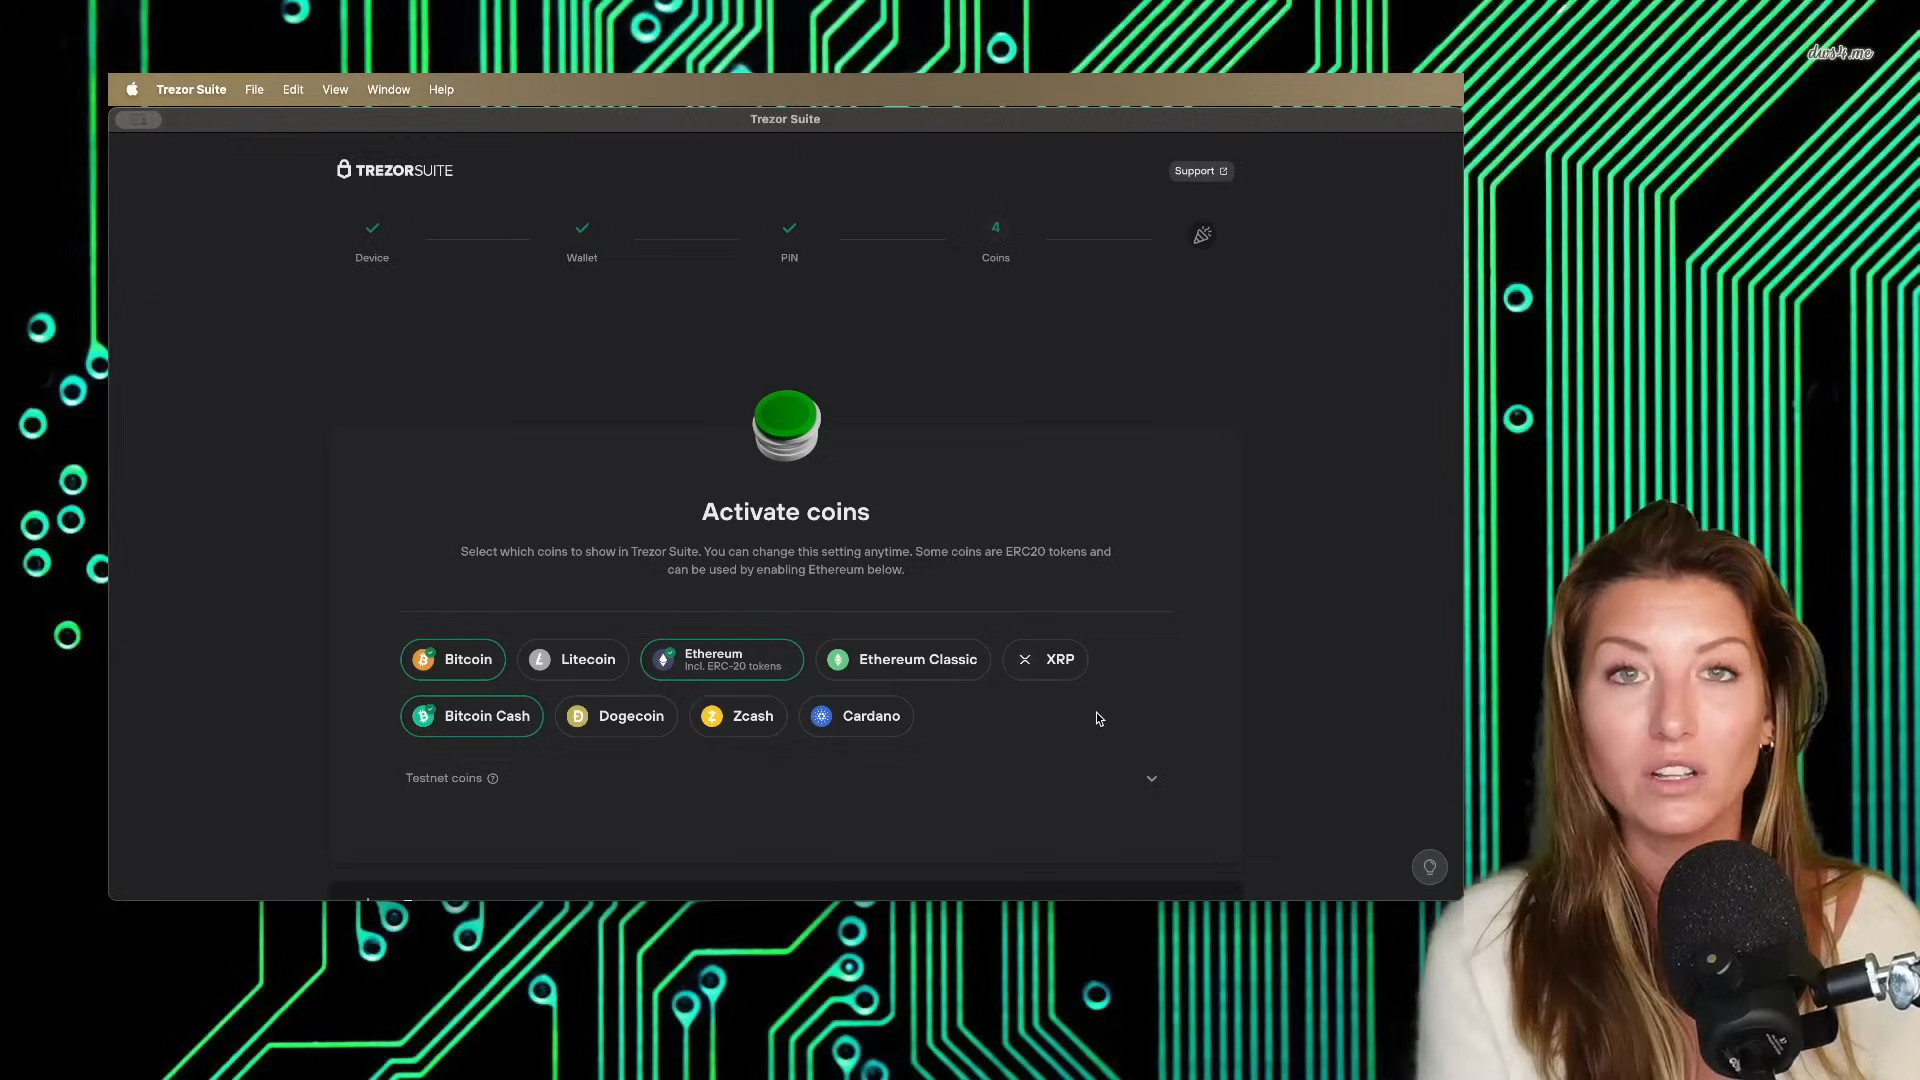 dws4.me
Trezor Suite File Edit View Window Help
Trezor Suite
TREZORSUITE
Support
4
Device Wallet PIN Coins
Activate coins
Select which coins to show in Trezor Suite. You can change this setting anytime. Some coins are ERC20 tokens and
can be used by enabling Ethereum below.
Bitcoin Litecoin Ethereum Ethereum Classic XRP
Incl. ERC-20 tokens
Bitcoin Cash Dogecoin Zcash Cardano
Testnet coins